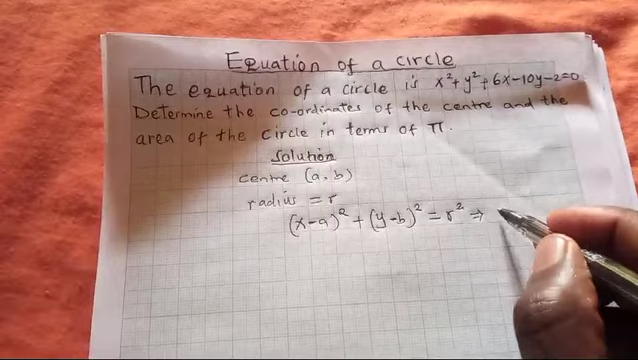 Equation of a circle
The equation of a circle is x²+y²+6x-10y-2=0
Determine the co-ordinates of the centre and the
area of the circle in terms of π.
Solution
centre (a, b)
radius = r
(x-a)² + (y-b)² = r² ⇒